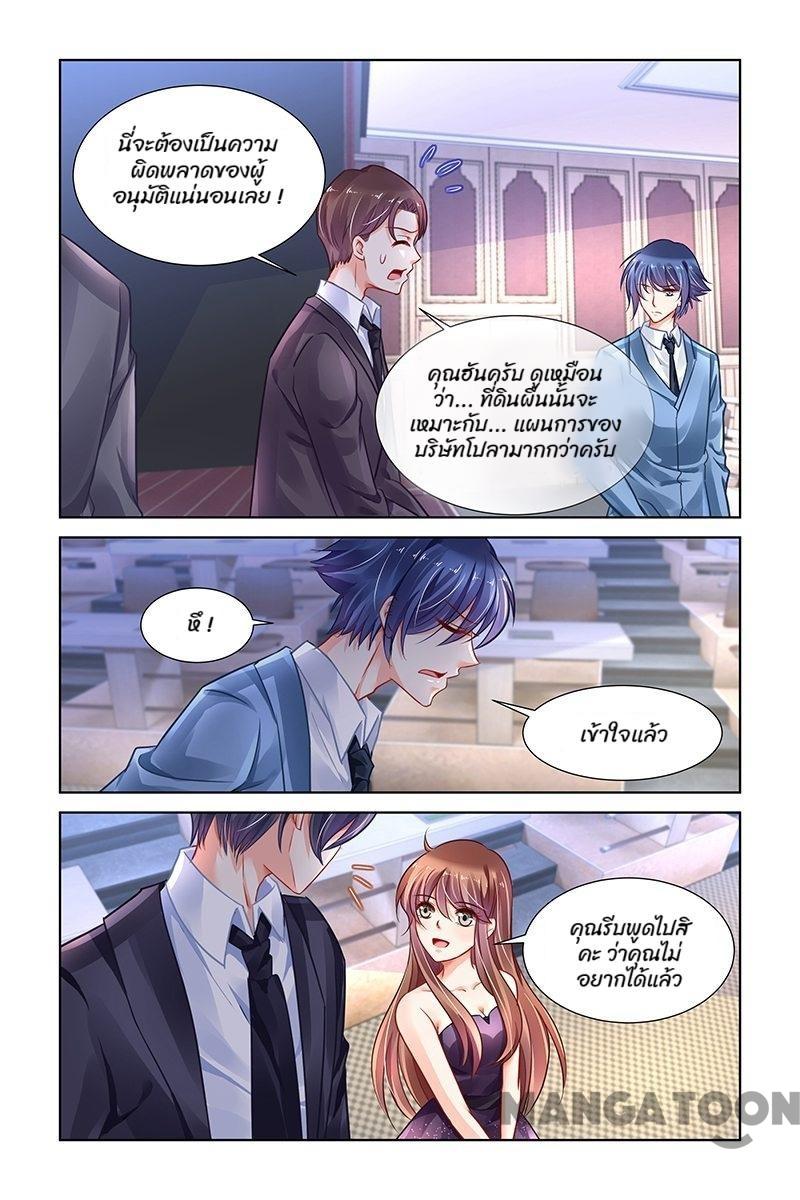 นี่จะต้องเป็นความ
ผิดพลาดของผู้
อนุมัติแน่นอนเลย !
คุณฮันครับ ดูเหมือน
ว่า... ที่ดินผืนนั้นจะ
เหมาะกับ... แผนการของ
บริษัทโปลามากกว่าครับ
หึ !
เข้าใจแล้ว
คุณรีบพูดไปสิ
คะ ว่าคุณไม่
อยากได้แล้ว
MANGATOON